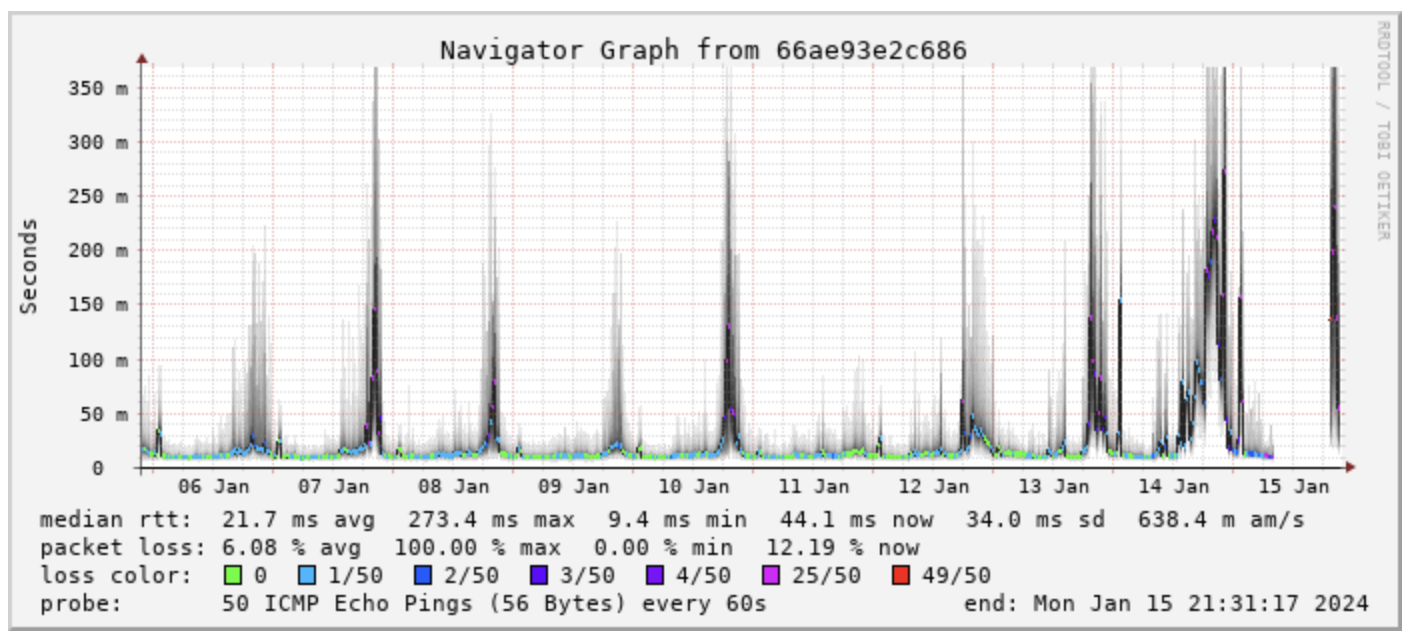 Navigator Graph from 66ae93e2c686
RRDTOOL / TOBI OETIKER
Seconds
350 m
300 m
250 m
200 m
150 m
100 m
50 m
0
06 Jan 07 Jan 08 Jan 09 Jan 10 Jan 11 Jan 12 Jan 13 Jan 14 Jan 15 Jan
median rtt: 21.7 ms avg 273.4 ms max 9.4 ms min 44.1 ms now 34.0 ms sd 638.4 m am/s
packet loss: 6.08 % avg 100.00 % max 0.00 % min 12.19 % now
loss color: 0 1/50 2/50 3/50 4/50 25/50 49/50
probe: 50 ICMP Echo Pings (56 Bytes) every 60s end: Mon Jan 15 21:31:17 2024